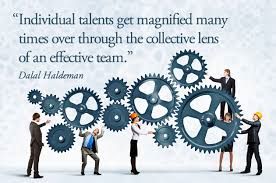 “Individual talents get magnified many
times over through the collective lens
of an effective team.”
Dalal Haldeman